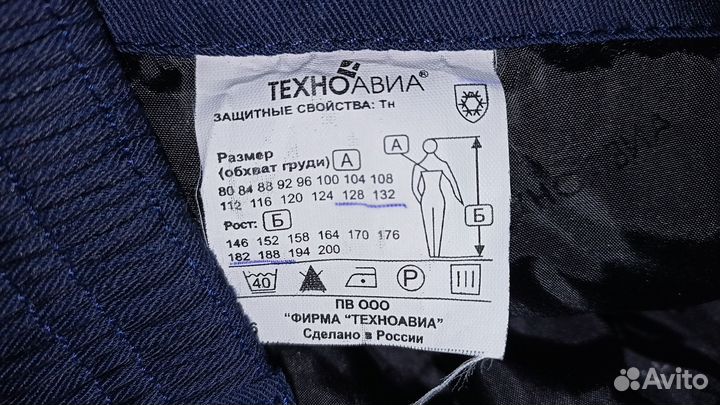 ТЕХНОАВИА®
ЗАЩИТНЫЕ СВОЙСТВА: Тн
Размер
(обхват груди) А
80 84 88 92 96 100 104 108
112 116 120 124 128 132
Рост: Б
146 152 158 164 170 176
182 188 194 200
А
Б
40
P
ПВ ООО
"ФИРМА "ТЕХНОАВИА"
Сделано в России
Avito